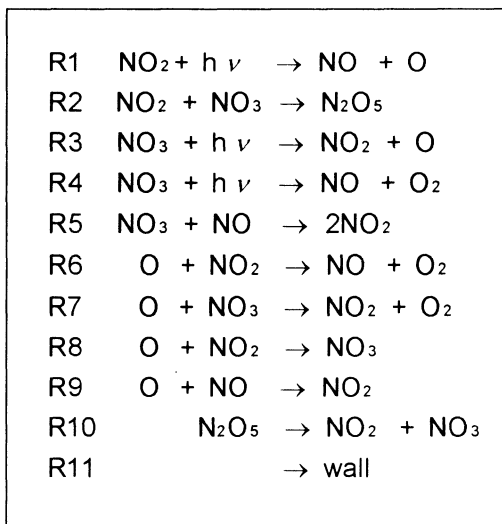 R1 NO₂ + h ν → NO + O
R2 NO₂ + NO₃ → N₂O₅
R3 NO₃ + h ν → NO₂ + O
R4 NO₃ + h ν → NO + O₂
R5 NO₃ + NO → 2NO₂
R6 O + NO₂ → NO + O₂
R7 O + NO₃ → NO₂ + O₂
R8 O + NO₂ → NO₃
R9 O + NO → NO₂
R10 N₂O₅ → NO₂ + NO₃
R11 → wall